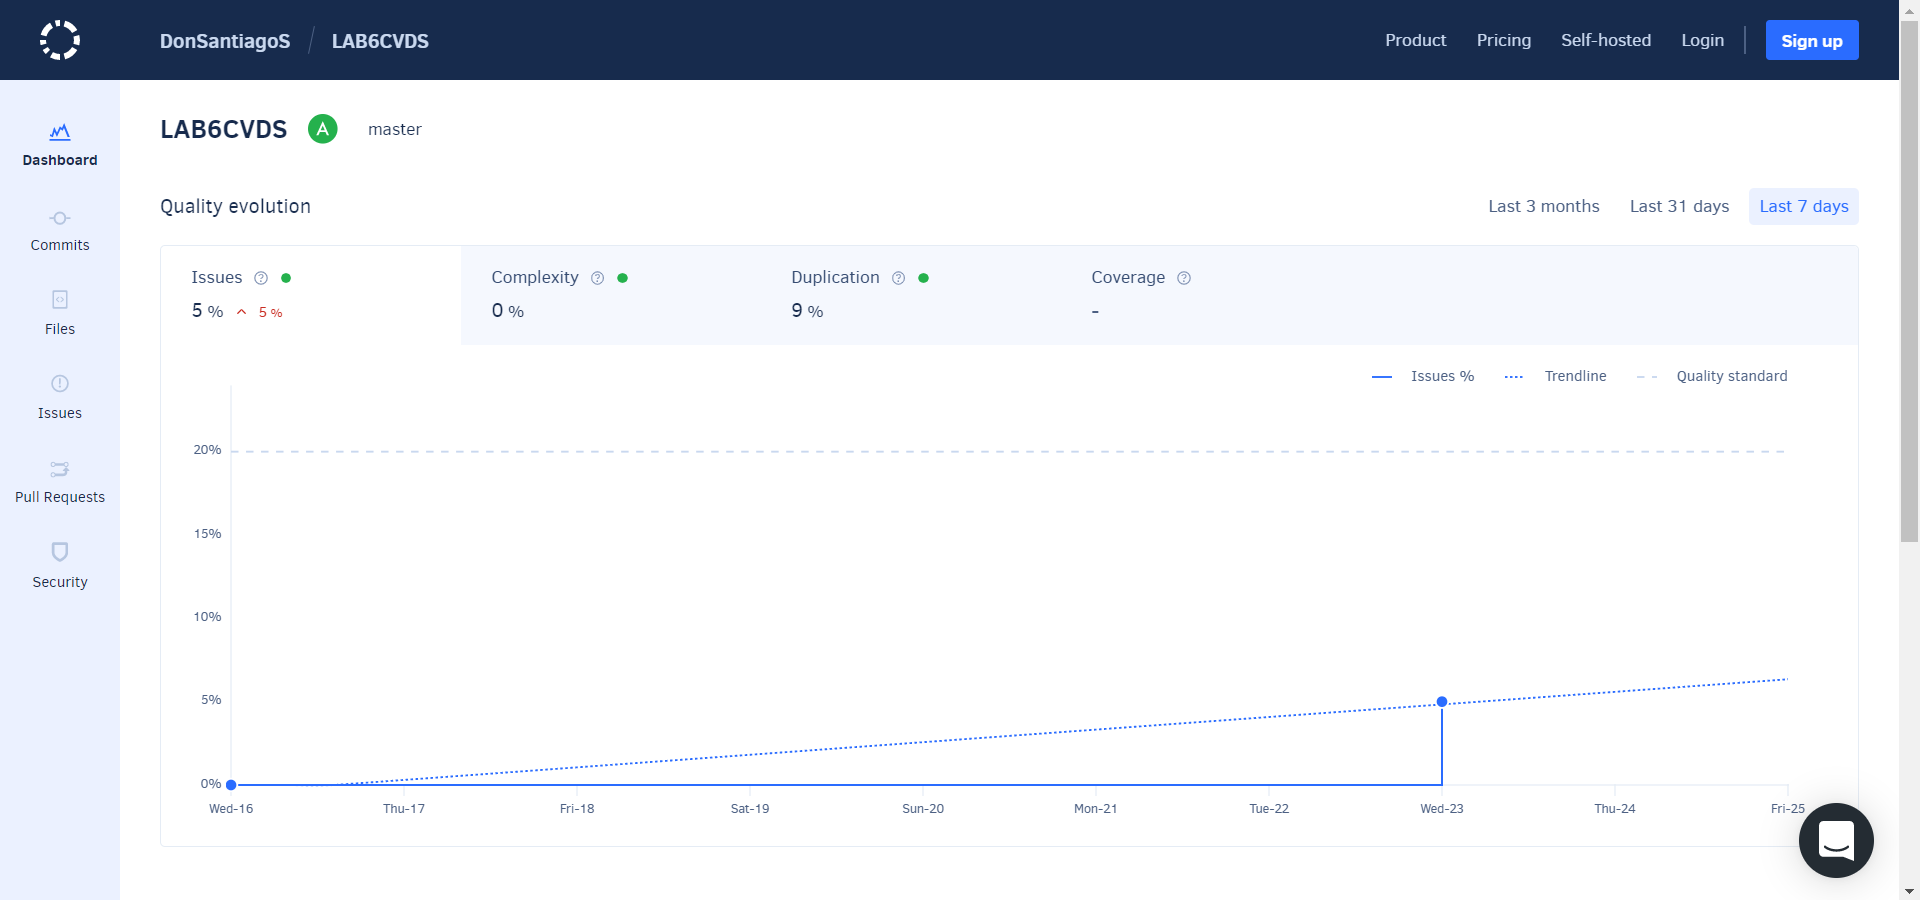 DonSantiagoS / LAB6CVDS Product Pricing Self-hosted Login Sign up
LAB6CVDS A master
Dashboard
Quality evolution Last 3 months Last 31 days Last 7 days
Commits
Issues ? Complexity ? Duplication ? Coverage ?
5 % 5 % 0 % 9 % -
Files
Issues % Trendline Quality standard
Issues
20%
Pull Requests
15%
Security
10%
5%
0%
Wed-16 Thu-17 Fri-18 Sat-19 Sun-20 Mon-21 Tue-22 Wed-23 Thu-24 Fri-25